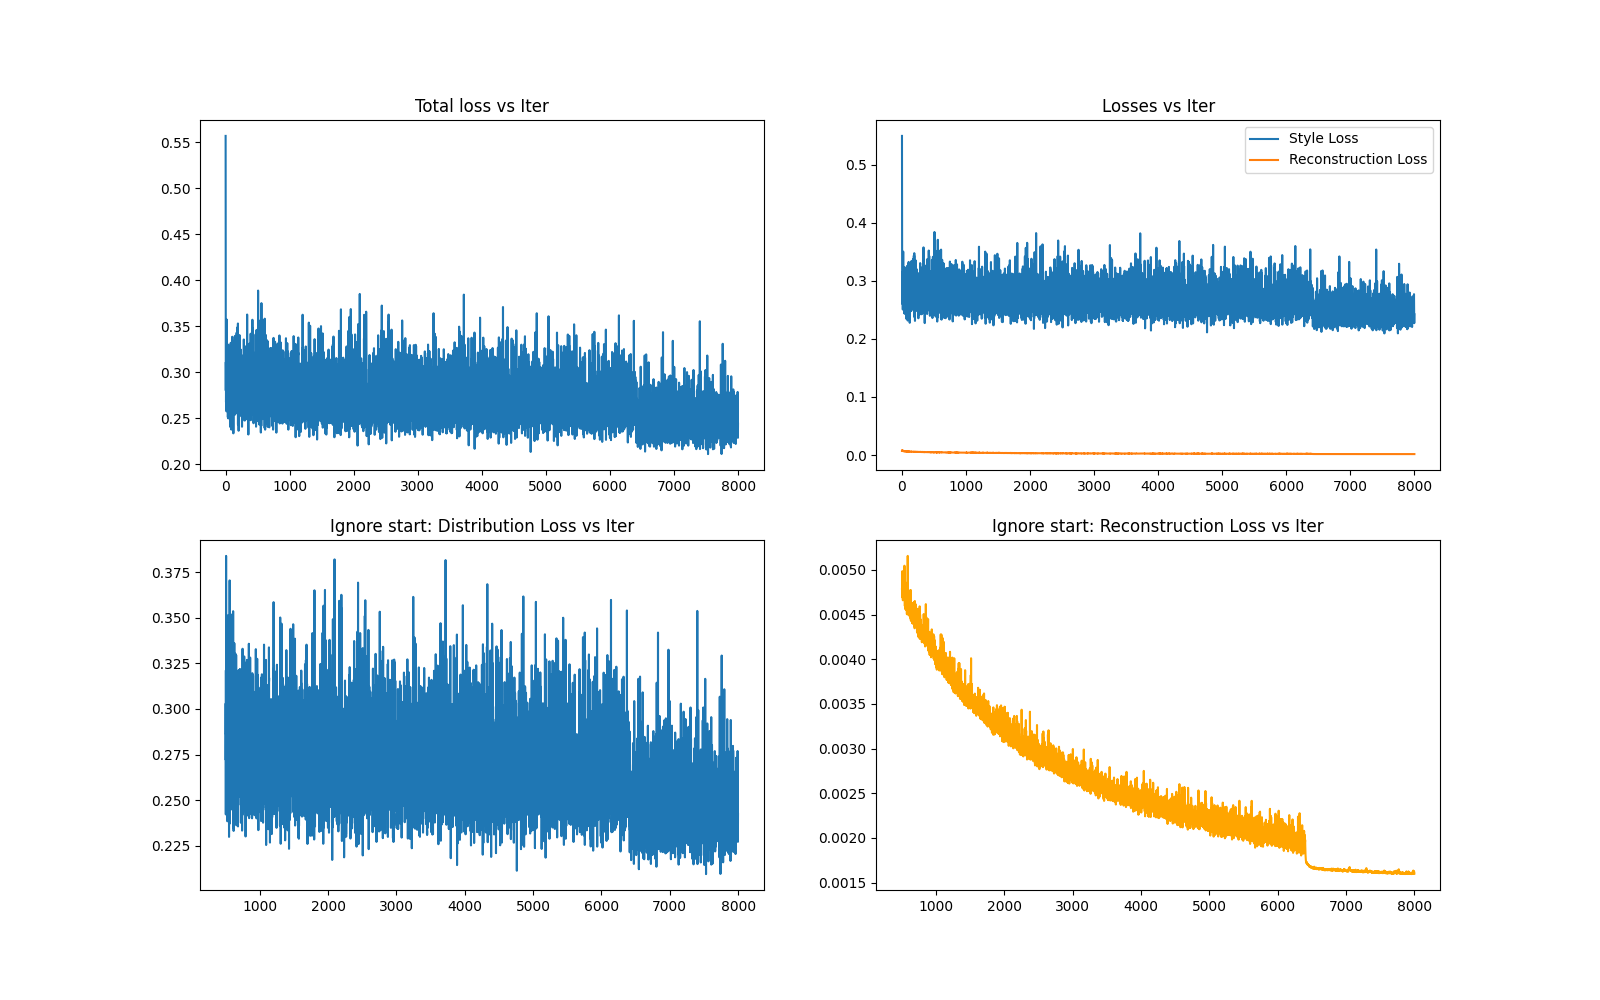 Total loss vs Iter
0.55
0.50
0.45
0.40
0.35
0.30
0.25
0.20
0 1000 2000 3000 4000 5000 6000 7000 8000
Losses vs Iter
Style Loss
Reconstruction Loss
0.5
0.4
0.3
0.2
0.1
0.0
0 1000 2000 3000 4000 5000 6000 7000 8000
Ignore start: Distribution Loss vs Iter
0.375
0.350
0.325
0.300
0.275
0.250
0.225
1000 2000 3000 4000 5000 6000 7000 8000
Ignore start: Reconstruction Loss vs Iter
0.0050
0.0045
0.0040
0.0035
0.0030
0.0025
0.0020
0.0015
1000 2000 3000 4000 5000 6000 7000 8000